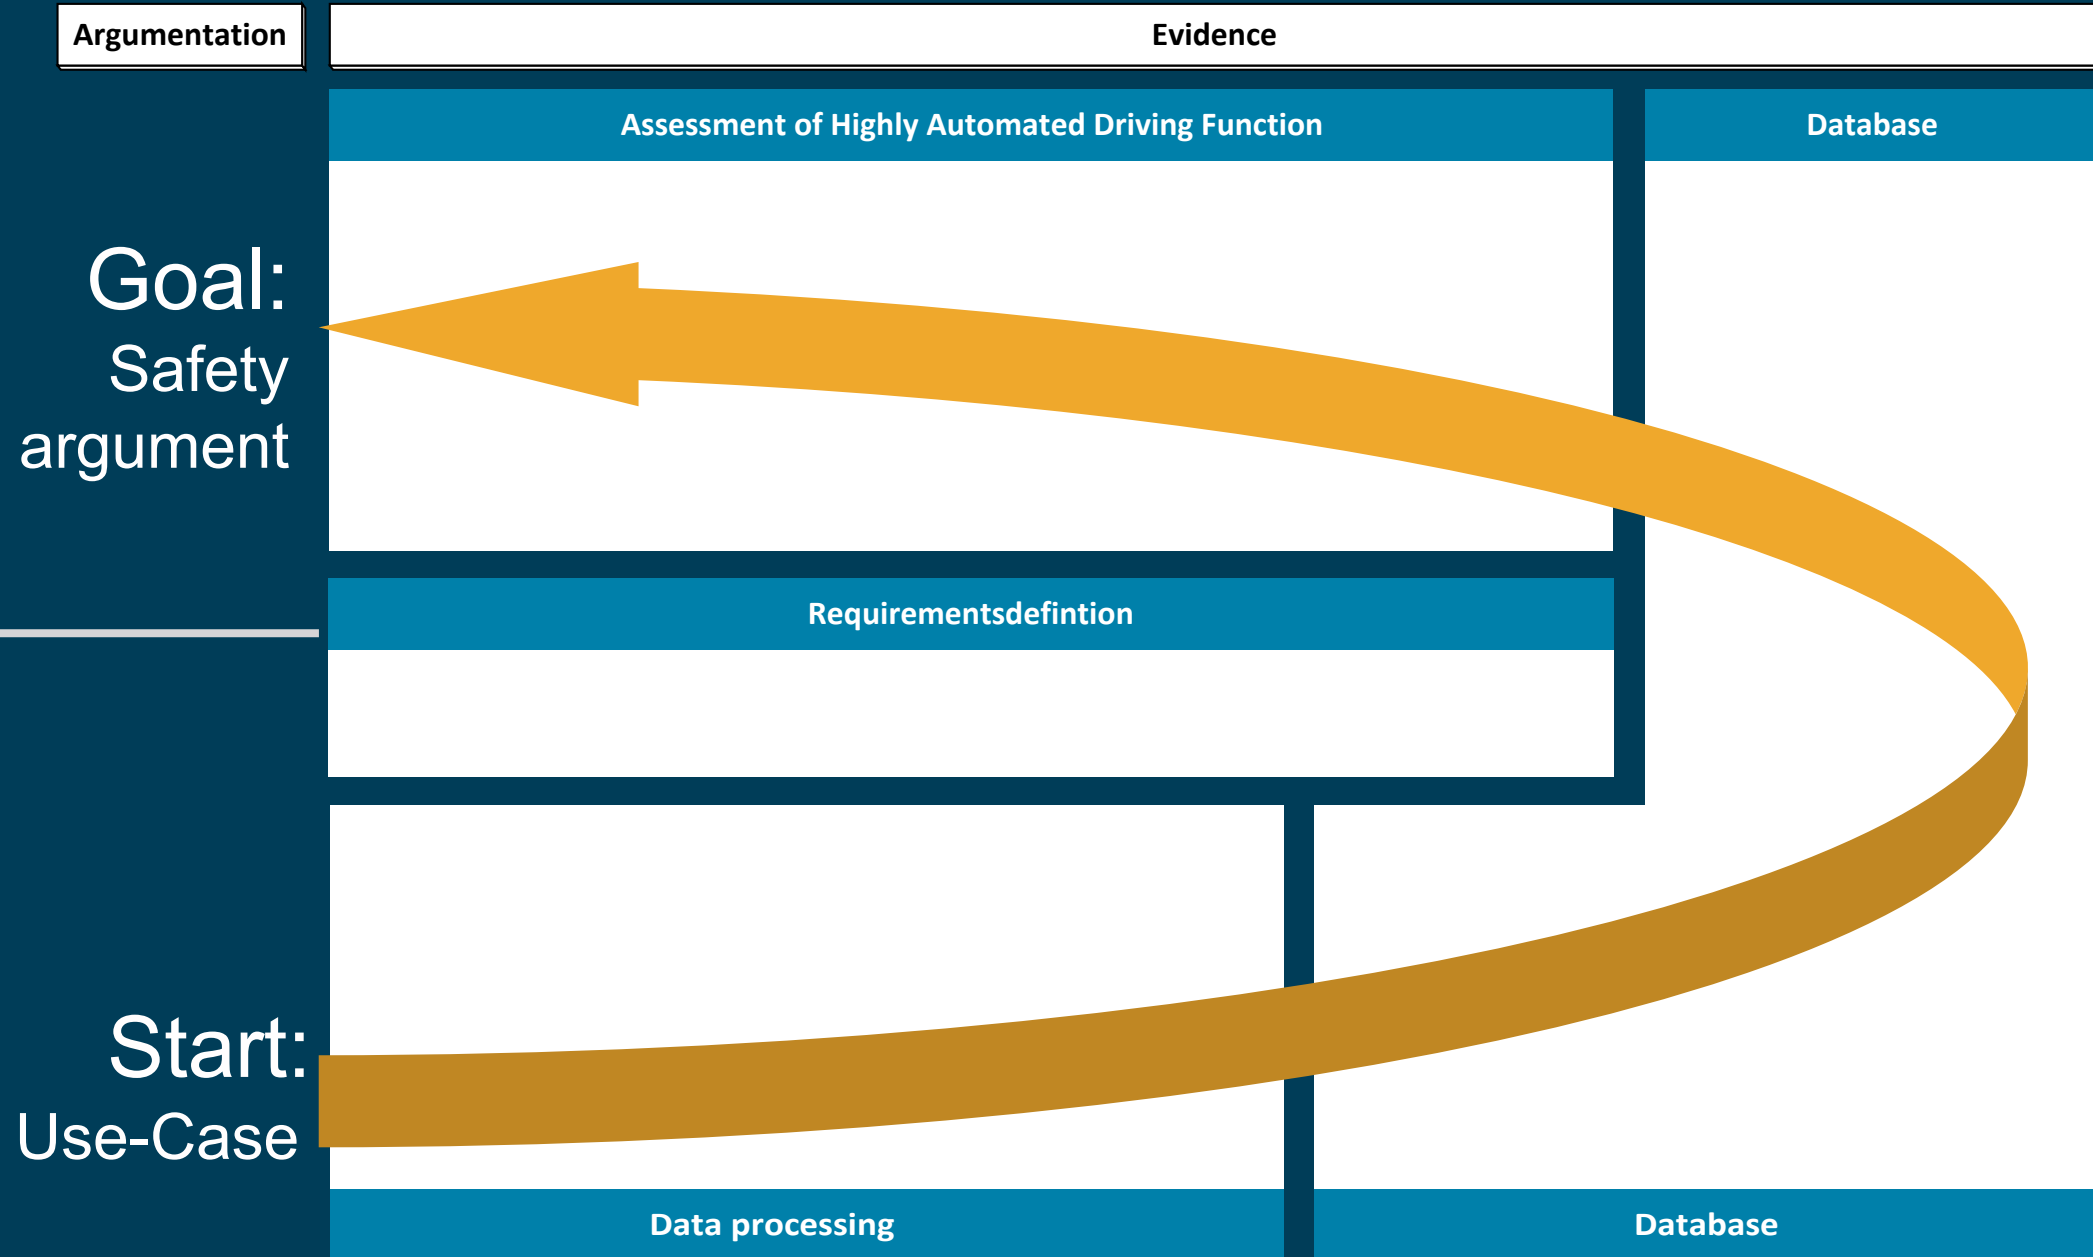 Argumentation
Evidence
Assessment of Highly Automated Driving Function
Database
Goal:
Safety
argument
Requirementsdefintion
Start:
Use-Case
Data processing
Database